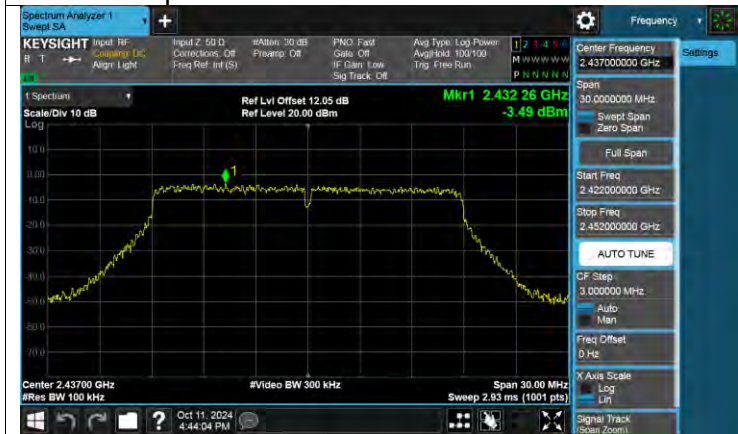 Spectrum Analyzer 1
Swept SA
+
Frequency
KEYSIGHT
R T
Input: RF
Coupling: DC
Align: Light
Input Z: 50 Ω
Corrections: Off
Freq Ref: Int (S)
#Atten: 30 dB
Preamp: Off
PNO: Fast
Gate: Off
IF Gain: Low
Sig Track: Off
Avg Type: Log-Power
Avg|Hold: 100/100
Trig: Free Run
1 2 3 4 5 6
M W W W W W
P N N N N N
1 Spectrum
Scale/Div 10 dB
Log
Ref Lvl Offset 12.05 dB
Ref Level 20.00 dBm
Mkr1 2.432 26 GHz
-3.49 dBm
10.0
0.00
-10.0
-20.0
-30.0
-40.0
-50.0
-60.0
-70.0
1
Center 2.43700 GHz
#Res BW 100 kHz
#Video BW 300 kHz
Span 30.00 MHz
Sweep 2.93 ms (1001 pts)
Center Frequency
2.437000000 GHz
Settings
Span
30.0000000 MHz
Swept Span
Zero Span
Full Span
Start Freq
2.422000000 GHz
Stop Freq
2.452000000 GHz
AUTO TUNE
CF Step
3.000000 MHz
Auto
Man
Freq Offset
0 Hz
X Axis Scale
Log
Lin
Signal Track
(Span Zoom)
?
Oct 11, 2024
4:44:04 PM